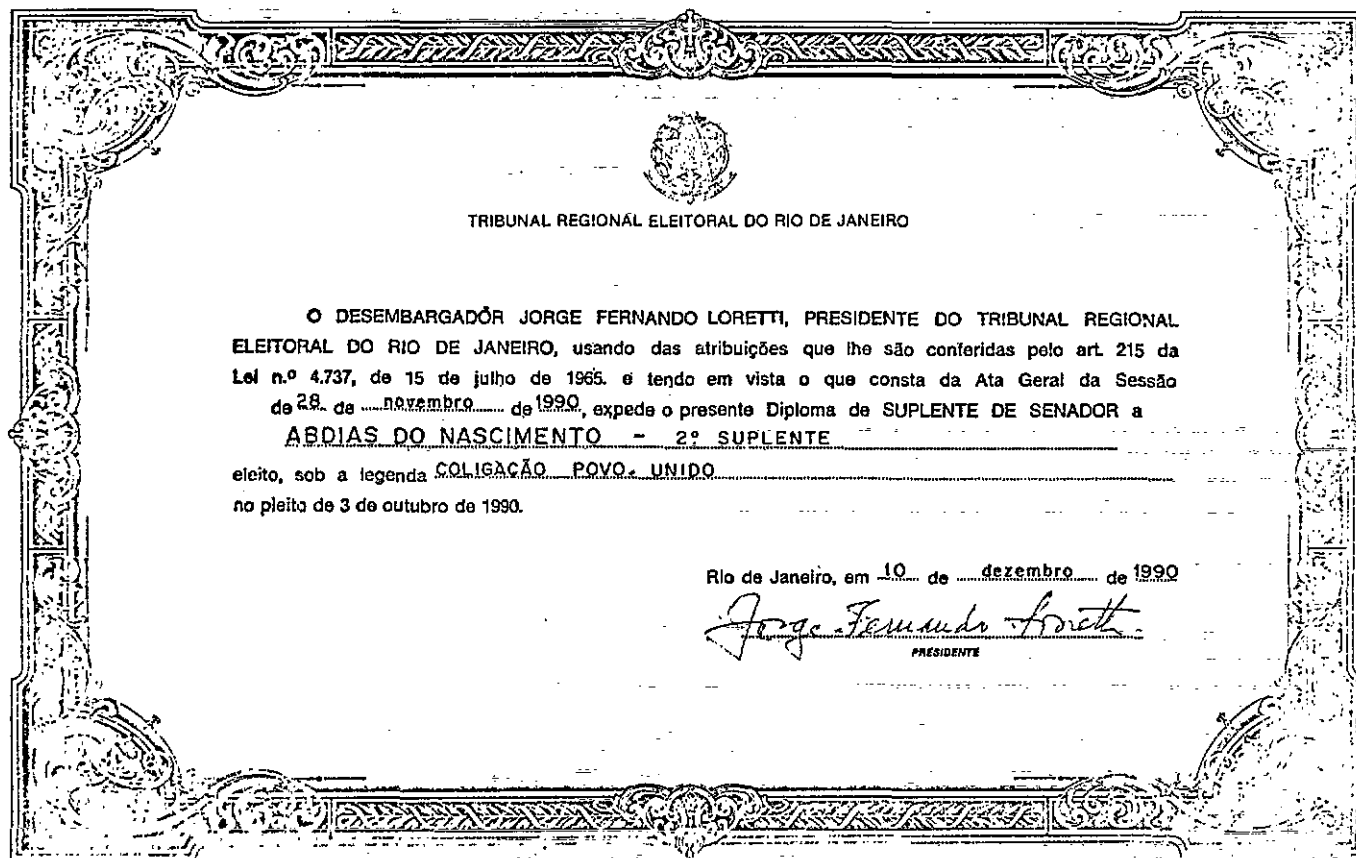 TRIBUNAL REGIONAL ELEITORAL DO RIO DE JANEIRO
O DESEMBARGADOR JORGE FERNANDO LORETTI, PRESIDENTE DO TRIBUNAL REGIONAL
ELEITORAL DO RIO DE JANEIRO, usando das atribuições que lhe são conferidas pelo art. 215 da
Lei n.º 4.737, de 15 de julho de 1965. e tendo em vista o que consta da Ata Geral da Sessão
de 28 de novembro de 1990, expede o presente Diploma de SUPLENTE DE SENADOR a
ABDIAS DO NASCIMENTO - 2º SUPLENTE
eleito, sob a legenda COLIGAÇÃO POVO UNIDO
no pleito de 3 de outubro de 1990.
Rio de Janeiro, em 10 de dezembro de 1990
Jorge Fernando Loretti
PRESIDENTE